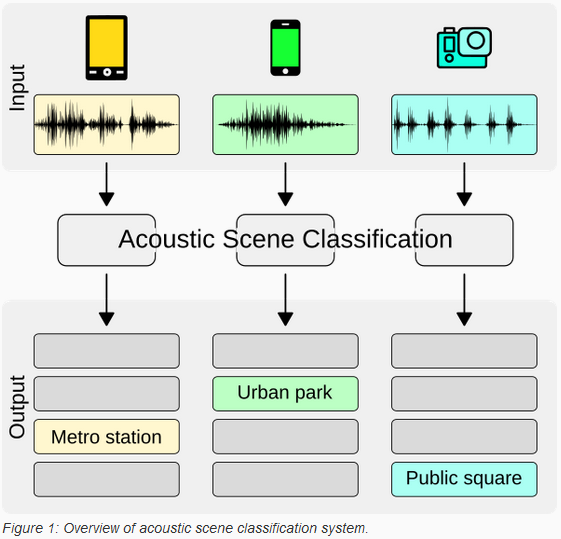 Input
Acoustic Scene Classification
Output
Urban park
Metro station
Public square
Figure 1: Overview of acoustic scene classification system.